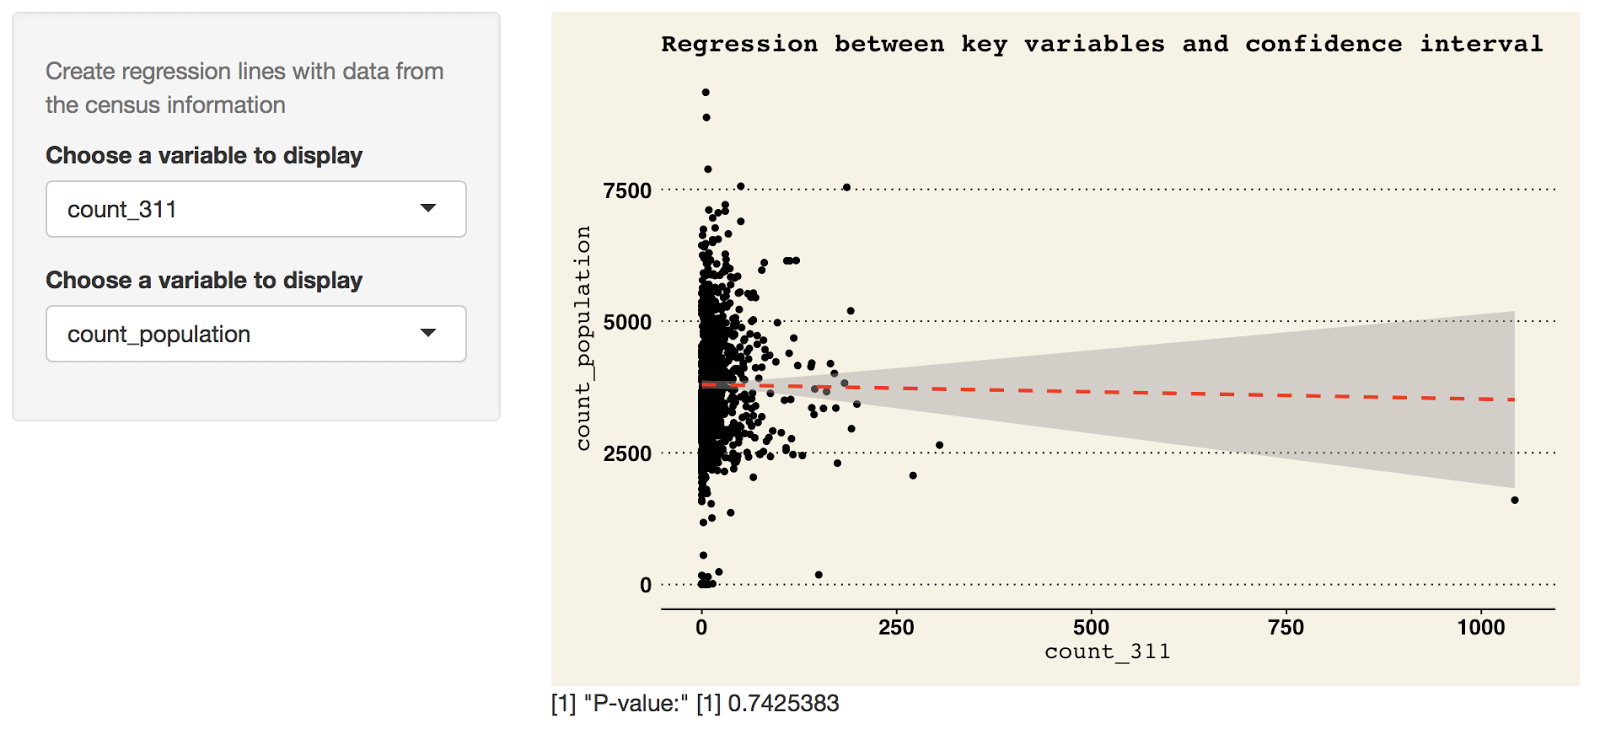 Create regression lines with data from
the census information
Choose a variable to display
count_311
Choose a variable to display
count_population
Regression between key variables and confidence interval
count_population
7500
5000
2500
0
0 250 500 750 1000
count_311
[1] "P-value:" [1] 0.7425383